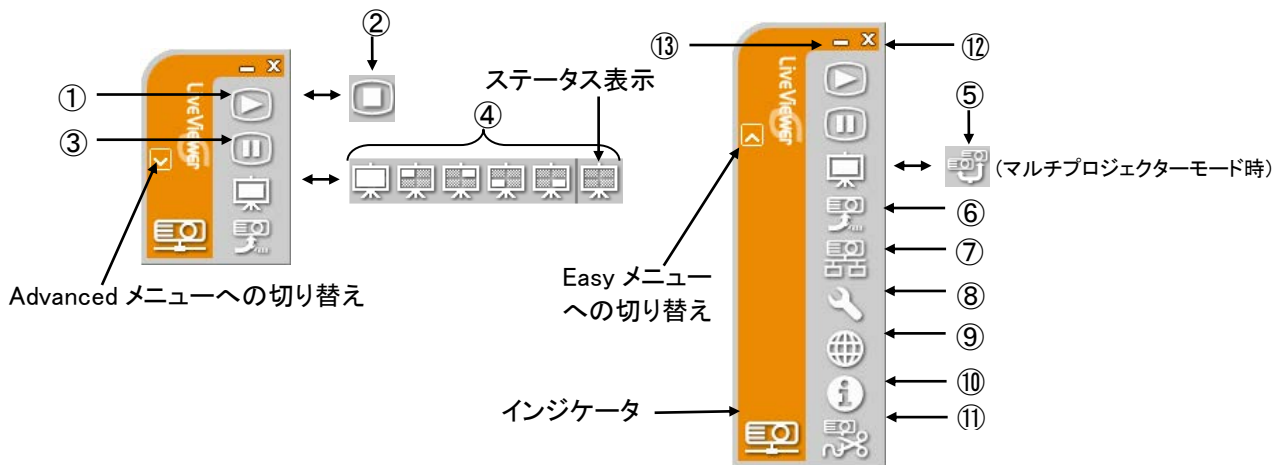 ②
⑬
⑫
LiveViewer
①
③
ステータス表示
④
LiveViewer
⑤
(マルチプロジェクターモード時)
⑥
⑦
Advanced メニューへの切り替え
Easy メニュー
への切り替え
⑧
⑨
⑩
インジケータ
⑪